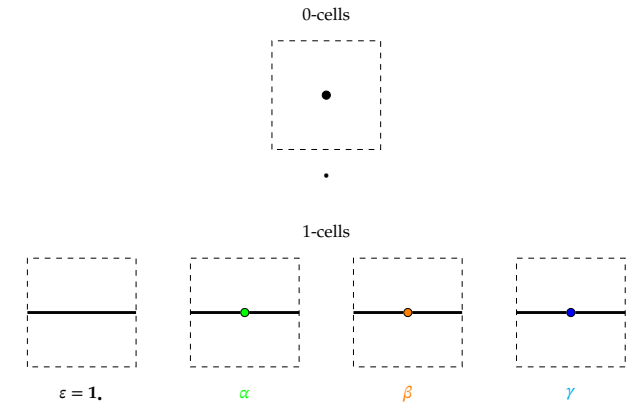 0-cells
1-cells
ε = 1.
α
β
γ